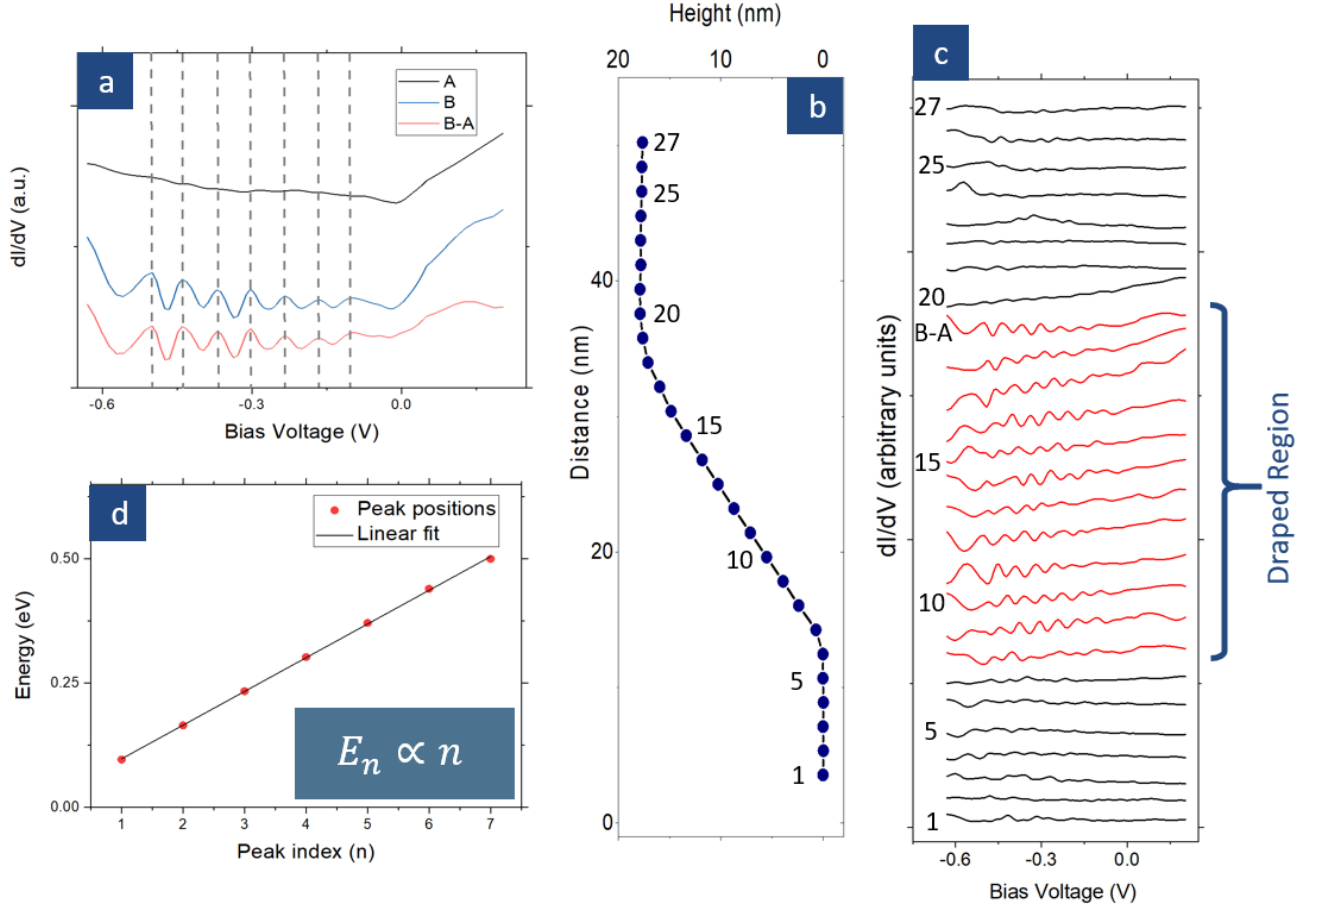 a
A
B
B-A
dI/dV (a.u.)
-0.6
-0.3
0.0
Bias Voltage (V)
Height (nm)
20
10
0
b
27
25
20
15
10
5
1
40
20
0
Distance (nm)
c
27
25
20
B-A
15
10
5
1
dI/dV (arbitrary units)
-0.6
-0.3
0.0
Bias Voltage (V)
Draped Region
d
Peak positions
Linear fit
0.50
0.25
0.00
Energy (eV)
Eₙ ∝ n
1
2
3
4
5
6
7
Peak index (n)